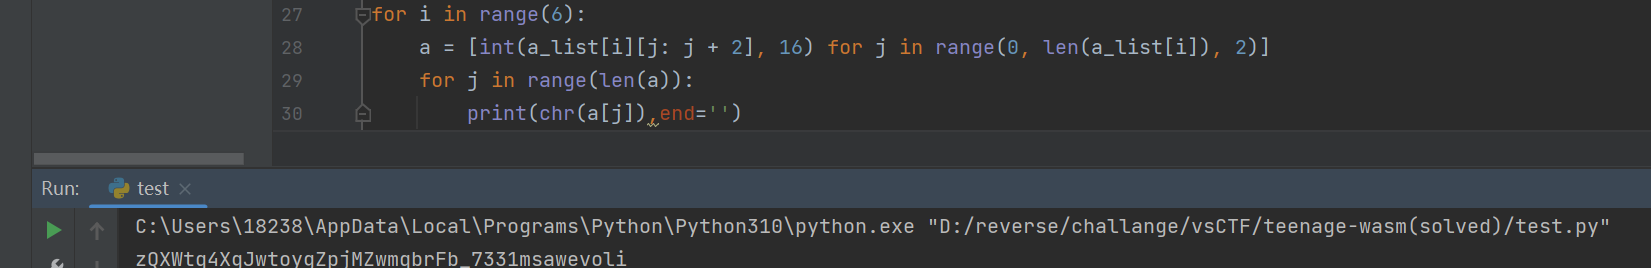 27 for i in range(6):
28 a = [int(a_list[i][j: j + 2], 16) for j in range(0, len(a_list[i]), 2)]
29 for j in range(len(a)):
30 print(chr(a[j]),end='')
Run: test ×
C:\Users\18238\AppData\Local\Programs\Python\Python310\python.exe "D:/reverse/challange/vsCTF/teenage-wasm(solved)/test.py"
zQXWtg4XqJwtoyqZpjMZwmqbrFb_7331msawevoli